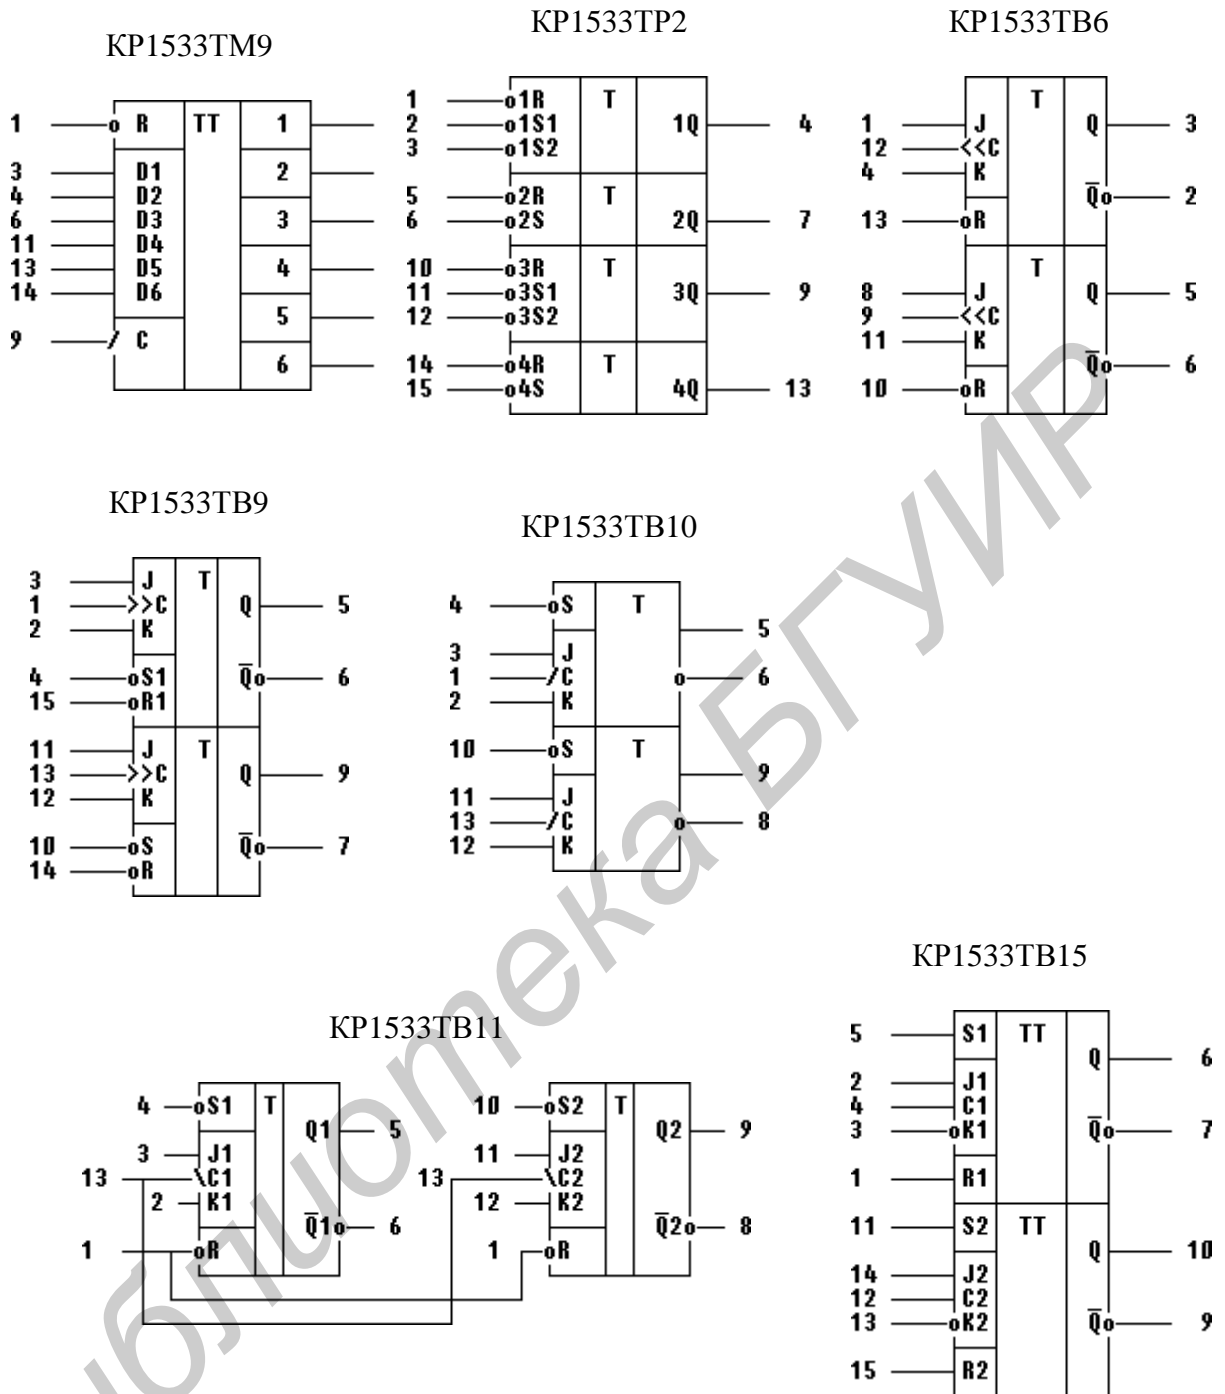 КР1533ТМ9
1 R TT 1
3 D1 2
4 D2
6 D3 3
11 D4
13 D5 4
14 D6
5
9 C
6
КР1533ТР2
1 1R T
2 1S1 1Q 4
3 1S2
5 2R T
6 2S 2Q 7
10 3R T
11 3S1 3Q 9
12 3S2
14 4R T
15 4S 4Q 13
КР1533ТВ6
T
1 J Q 3
12 <<C
4 K
Q̅ 2
13 R
T
8 J Q 5
9 <<C
11 K
Q̅ 6
10 R
КР1533ТВ9
3 J T
1 >>C Q 5
2 K
4 S1 Q̅ 6
15 R1
11 J T
13 >>C Q 9
12 K
10 S Q̅ 7
14 R
КР1533ТВ10
4 S T
5
3 J
1 /C 6
2 K
10 S T
9
11 J
13 /C 8
12 K
КР1533ТВ11
4 S1 T
Q1 5
3 J1
13 \C1
2 K1
Q̅1 6
1 R
10 S2 T
Q2 9
11 J2
13 \C2
12 K2
Q̅2 8
1 R
КР1533ТВ15
5 S1 TT
Q 6
2 J1
4 C1
3 K1 Q̅ 7
1 R1
11 S2 TT
Q 10
14 J2
12 C2
13 K2 Q̅ 9
15 R2
блиотека БГУИР